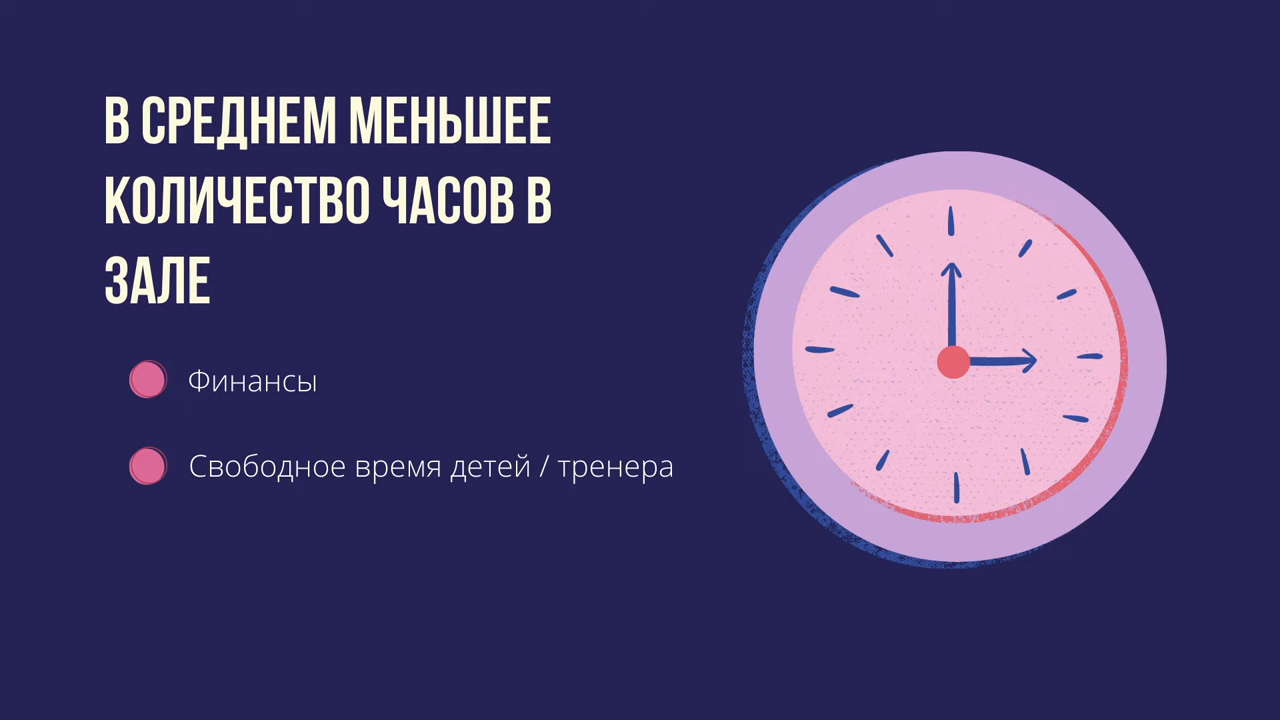 В СРЕДНЕМ МЕНЬШЕЕ
КОЛИЧЕСТВО ЧАСОВ В
ЗАЛЕ
Финансы
Свободное время детей / тренера